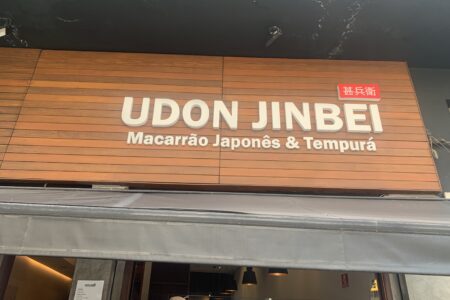 甚兵衛
UDON JINBEI
Macarrão Japonês & Tempurá